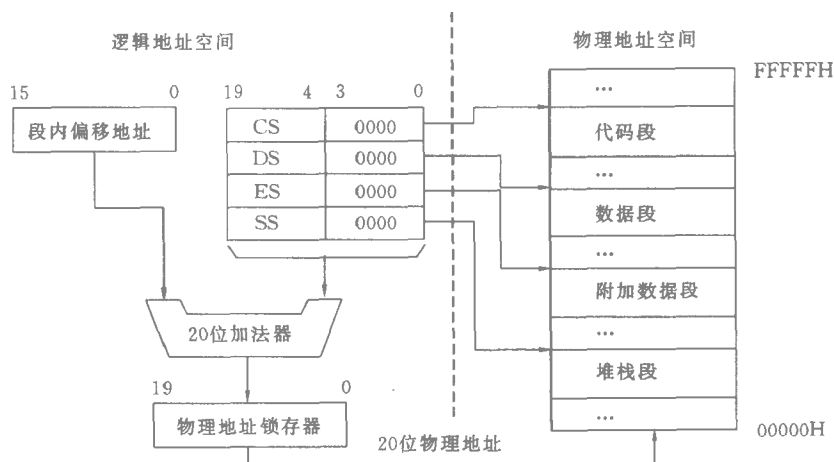 逻辑地址空间
物理地址空间
15 0
19 4 3 0
FFFFFH
段内偏移地址
CS 0000
DS 0000
ES 0000
SS 0000
…
代码段
…
数据段
…
附加数据段
…
堆栈段
…
00000H
20位加法器
19 0
物理地址锁存器
20位物理地址